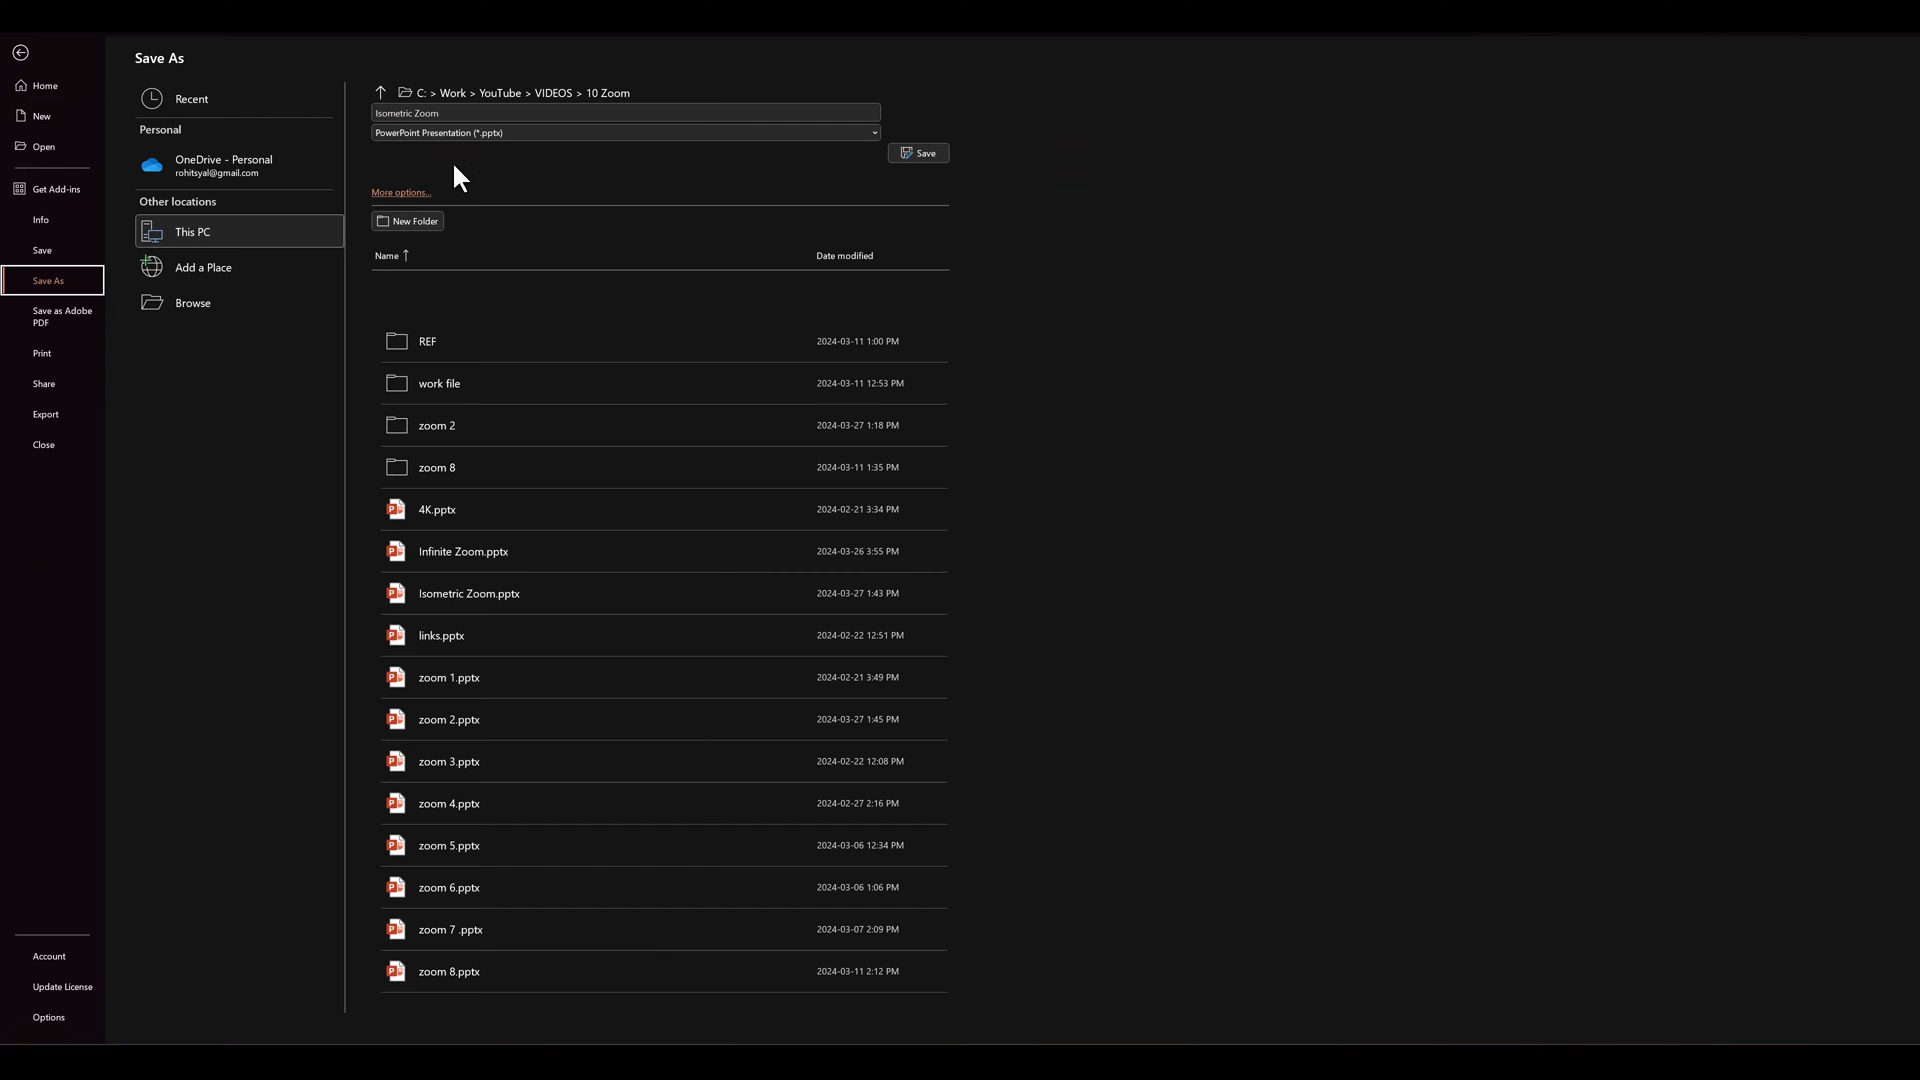 Save As
Home
New
Open
Get Add-ins
Info
Save
Save As
Save as Adobe
PDF
Print
Share
Export
Close
Account
Update License
Options
Recent
Personal
OneDrive - Personal
rohitsyal@gmail.com
Other locations
This PC
Add a Place
Browse
C: > Work > YouTube > VIDEOS > 10 Zoom
Isometric Zoom
PowerPoint Presentation (*.pptx)
Save
More options...
New Folder
Name Date modified
REF 2024-03-11 1:00 PM
work file 2024-03-11 12:53 PM
zoom 2 2024-03-27 1:18 PM
zoom 8 2024-03-11 1:35 PM
4K.pptx 2024-02-21 3:34 PM
Infinite Zoom.pptx 2024-03-26 3:55 PM
Isometric Zoom.pptx 2024-03-27 1:43 PM
links.pptx 2024-02-22 12:51 PM
zoom 1.pptx 2024-02-21 3:49 PM
zoom 2.pptx 2024-03-27 1:45 PM
zoom 3.pptx 2024-02-22 12:08 PM
zoom 4.pptx 2024-02-27 2:16 PM
zoom 5.pptx 2024-03-06 12:34 PM
zoom 6.pptx 2024-03-06 1:06 PM
zoom 7 .pptx 2024-03-07 2:09 PM
zoom 8.pptx 2024-03-11 2:12 PM